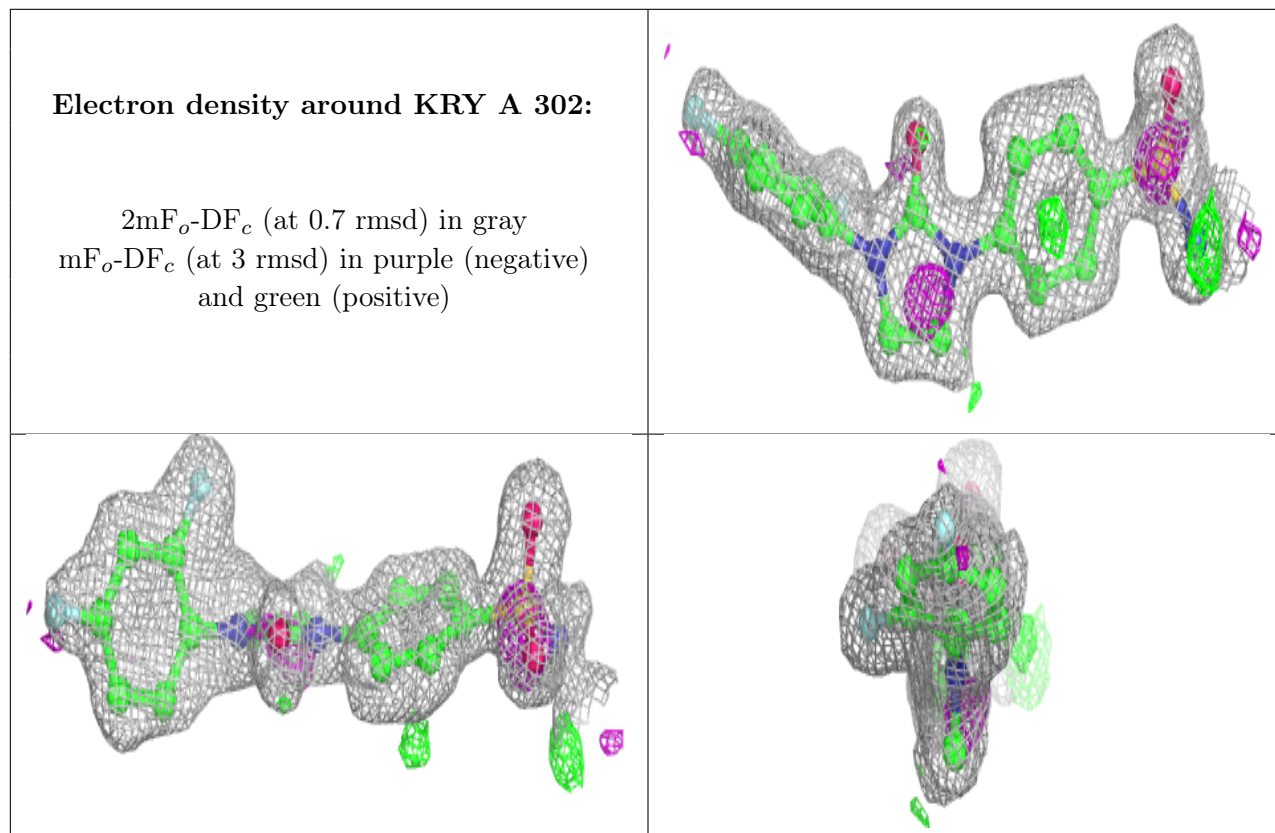 Electron density around KRY A 302:
2mFₒ-DF𝒸 (at 0.7 rmsd) in gray
mFₒ-DF𝒸 (at 3 rmsd) in purple (negative)
and green (positive)